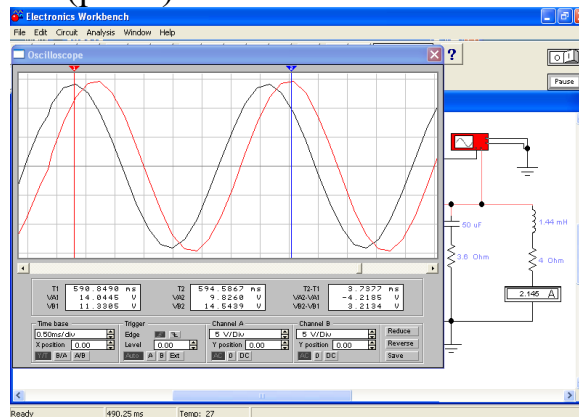 Electronics Workbench
File Edit Circuit Analysis Window Help
Oscilloscope
?
Pause
1 2
50 uF
1.44 mH
3.6 Ohm
4 Ohm
2.145 A
T1 590.8490 ms T2 594.5867 ms T2-T1 3.7377 ms
VA1 14.0445 V VA2 9.8260 V VA2-VA1 -4.2185 V
VB1 11.3305 V VB2 14.5439 V VB2-VB1 3.2134 V
Time base Trigger Channel A Channel B
0.50ms/div Edge 5 V/Div 5 V/Div Reduce
X position 0.00 Level 0.00 Y position 0.00 Y position 0.00 Reverse
Y/T B/A A/B Auto A B Ext AC 0 DC AC 0 DC Save
Ready 490.25 ms Temp: 27